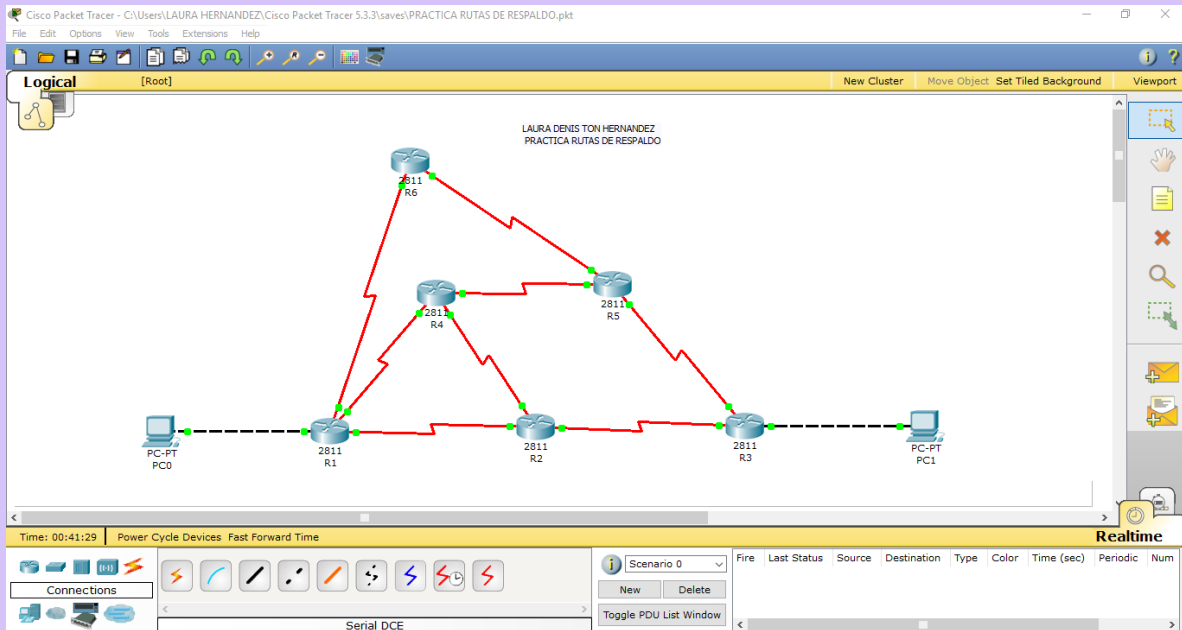 Cisco Packet Tracer - C:\Users\LAURA HERNANDEZ\Cisco Packet Tracer 5.3.3\saves\PRACTICA RUTAS DE RESPALDO.pkt
File Edit Options View Tools Extensions Help
Logical [Root] New Cluster Move Object Set Tiled Background Viewport
LAURA DENIS TON HERNANDEZ
PRACTICA RUTAS DE RESPALDO
2811
R6
2811
R4
2811
R5
PC-PT
PC0
2811
R1
2811
R2
2811
R3
PC-PT
PC1
Time: 00:41:29 Power Cycle Devices Fast Forward Time Realtime
Connections
Serial DCE
Scenario 0
New Delete
Toggle PDU List Window
Fire Last Status Source Destination Type Color Time (sec) Periodic Num